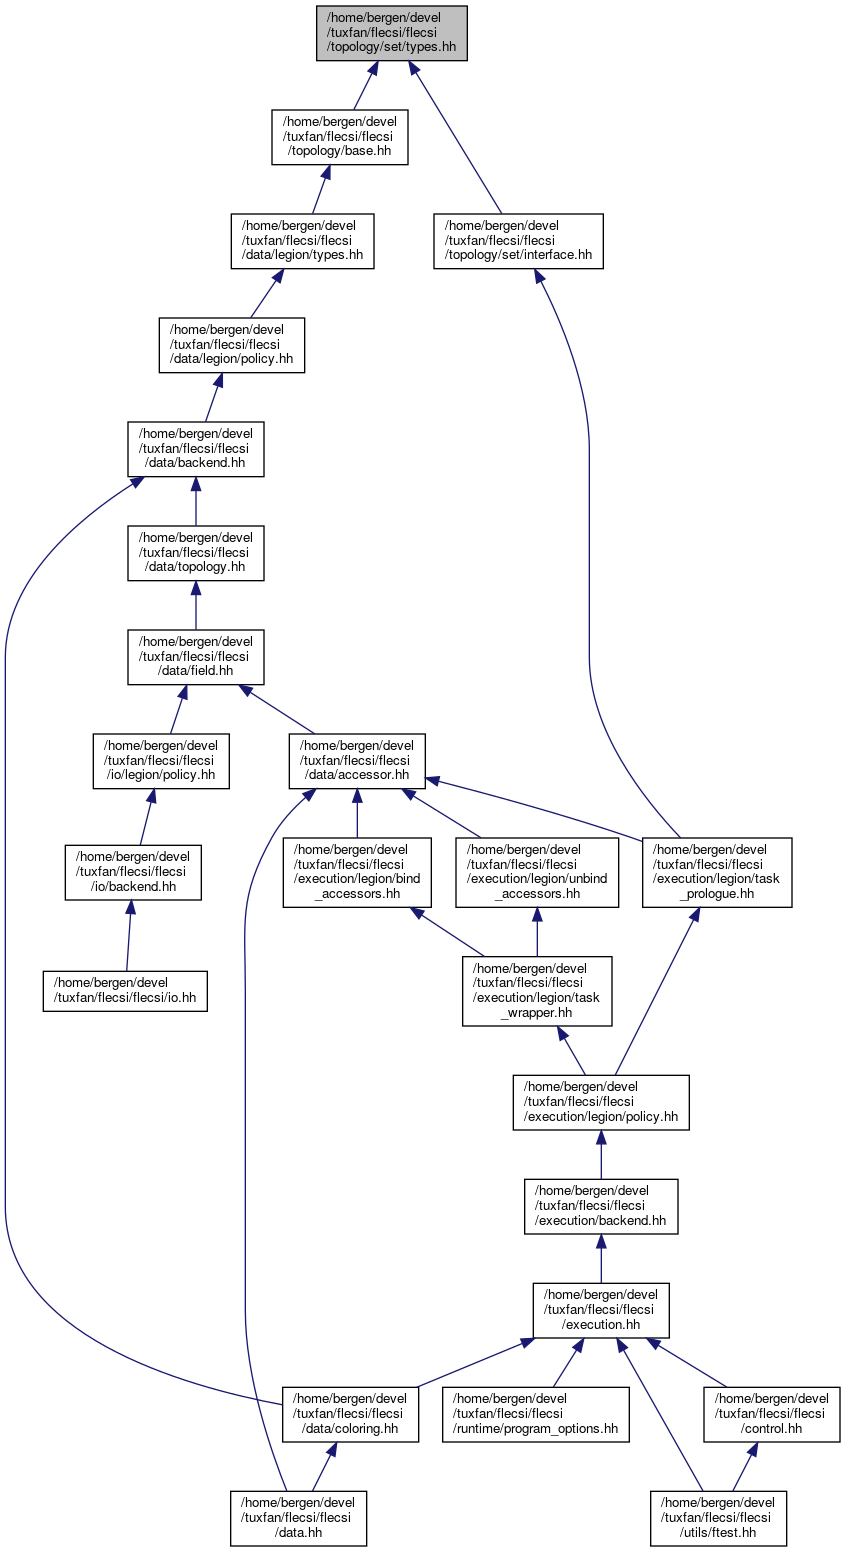 /home/bergen/devel
/tuxfan/flecsi/flecsi
/topology/set/types.hh
/home/bergen/devel
/tuxfan/flecsi/flecsi
/topology/base.hh
/home/bergen/devel
/tuxfan/flecsi/flecsi
/data/legion/types.hh
/home/bergen/devel
/tuxfan/flecsi/flecsi
/topology/set/interface.hh
/home/bergen/devel
/tuxfan/flecsi/flecsi
/data/legion/policy.hh
/home/bergen/devel
/tuxfan/flecsi/flecsi
/data/backend.hh
/home/bergen/devel
/tuxfan/flecsi/flecsi
/data/topology.hh
/home/bergen/devel
/tuxfan/flecsi/flecsi
/data/field.hh
/home/bergen/devel
/tuxfan/flecsi/flecsi
/io/legion/policy.hh
/home/bergen/devel
/tuxfan/flecsi/flecsi
/data/accessor.hh
/home/bergen/devel
/tuxfan/flecsi/flecsi
/io/backend.hh
/home/bergen/devel
/tuxfan/flecsi/flecsi
/execution/legion/bind
_accessors.hh
/home/bergen/devel
/tuxfan/flecsi/flecsi
/execution/legion/unbind
_accessors.hh
/home/bergen/devel
/tuxfan/flecsi/flecsi
/execution/legion/task
_prologue.hh
/home/bergen/devel
/tuxfan/flecsi/flecsi/io.hh
/home/bergen/devel
/tuxfan/flecsi/flecsi
/execution/legion/task
_wrapper.hh
/home/bergen/devel
/tuxfan/flecsi/flecsi
/execution/legion/policy.hh
/home/bergen/devel
/tuxfan/flecsi/flecsi
/execution/backend.hh
/home/bergen/devel
/tuxfan/flecsi/flecsi
/execution.hh
/home/bergen/devel
/tuxfan/flecsi/flecsi
/data/coloring.hh
/home/bergen/devel
/tuxfan/flecsi/flecsi
/runtime/program_options.hh
/home/bergen/devel
/tuxfan/flecsi/flecsi
/control.hh
/home/bergen/devel
/tuxfan/flecsi/flecsi
/data.hh
/home/bergen/devel
/tuxfan/flecsi/flecsi
/utils/ftest.hh